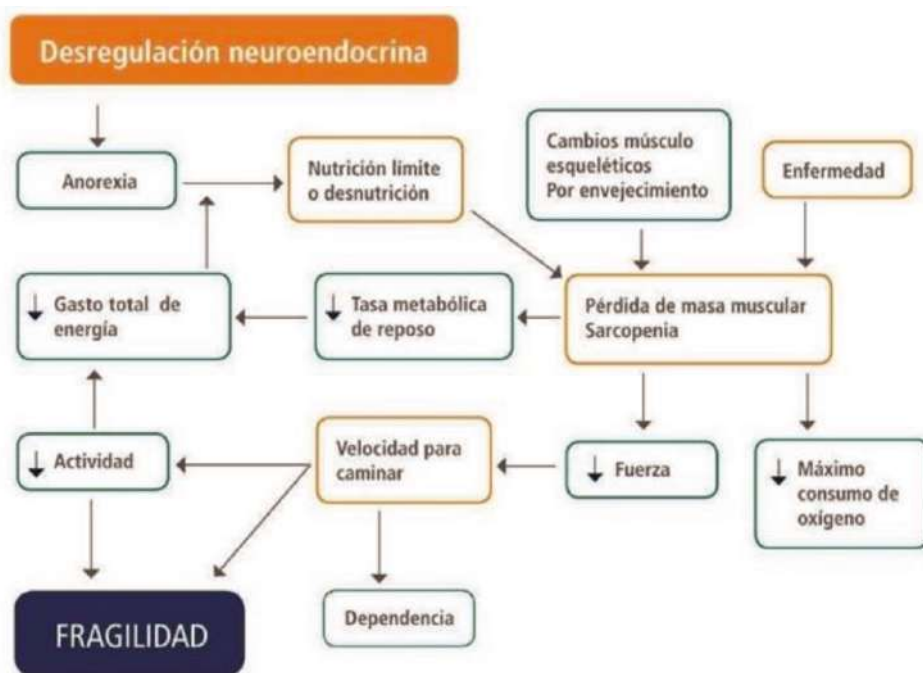 Desregulación neuroendocrina
Anorexia
Nutrición límite
o desnutrición
Cambios músculo
esqueléticos
Por envejecimiento
Enfermedad
Gasto total de
energía
Tasa metabólica
de reposo
Pérdida de masa muscular
Sarcopenia
Actividad
Velocidad para
caminar
Fuerza
Máximo
consumo de
oxígeno
FRAGILIDAD
Dependencia